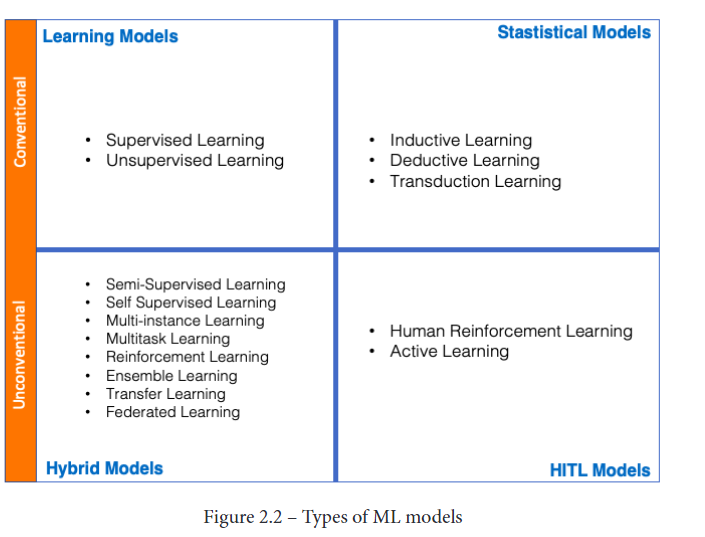 Learning Models
Stastistical Models
Conventional
• Supervised Learning
• Unsupervised Learning
• Inductive Learning
• Deductive Learning
• Transduction Learning
Unconventional
• Semi-Supervised Learning
• Self Supervised Learning
• Multi-instance Learning
• Multitask Learning
• Reinforcement Learning
• Ensemble Learning
• Transfer Learning
• Federated Learning
• Human Reinforcement Learning
• Active Learning
Hybrid Models
HITL Models
Figure 2.2 – Types of ML models